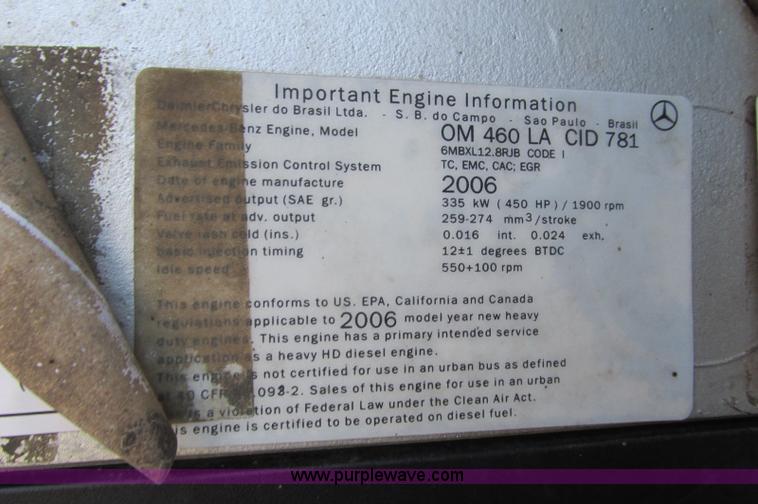 Important Engine Information
DaimlerChrysler do Brasil Ltda. - S. B. do Campo - Sao Paulo - Brasil
Mercedes-Benz Engine, Model OM 460 LA CID 781
Engine Family 6MBXL12.8RJB CODE I
Exhaust Emission Control System TC, EMC, CAC; EGR
Date of engine manufacture 2006
Advertised output (SAE gr.) 335 kW (450 HP) / 1900 rpm
Fuel rate at adv. output 259-274 mm3/stroke
Valve lash cold (ins.) 0.016 int. 0.024 exh.
basic injection timing 12±1 degrees BTDC
Idle speed 550+100 rpm
This engine conforms to US. EPA, California and Canada
regulations applicable to 2006 model year new heavy
duty engines. This engine has a primary intended service
application as a heavy HD diesel engine.
This engine is not certified for use in an urban bus as defined
at 40 CFR 093-2. Sales of this engine for use in an urban
is a violation of Federal Law under the Clean Air Act.
This engine is certified to be operated on diesel fuel.
www.purplewave.com